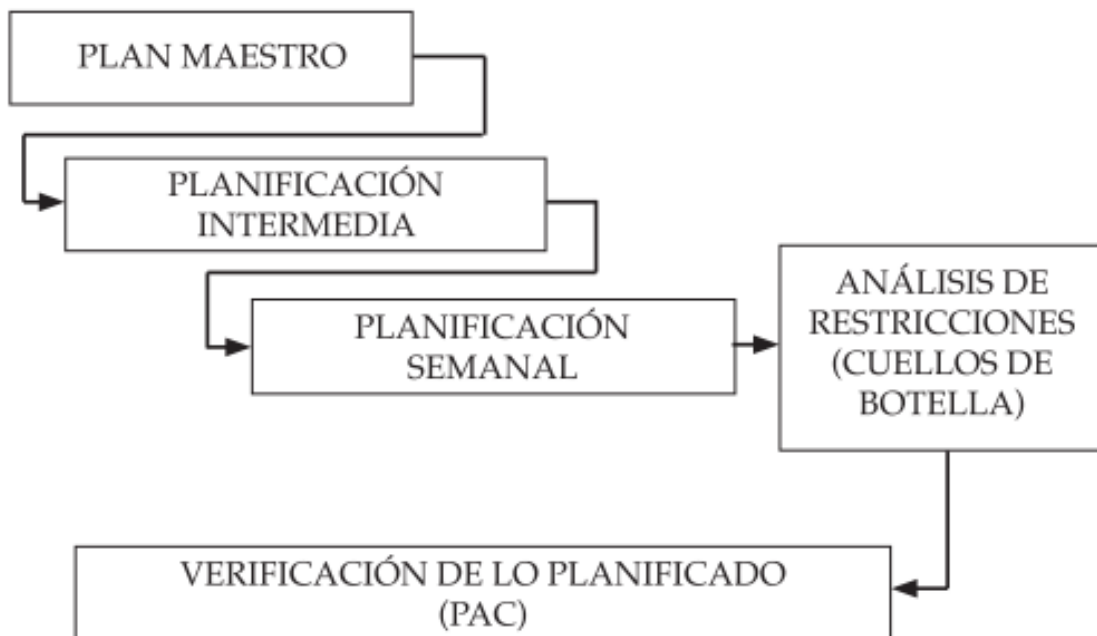 PLAN MAESTRO
PLANIFICACIÓN
INTERMEDIA
PLANIFICACIÓN
SEMANAL
ANÁLISIS DE
RESTRICCIONES
(CUELLOS DE
BOTELLA)
VERIFICACIÓN DE LO PLANIFICADO
(PAC)